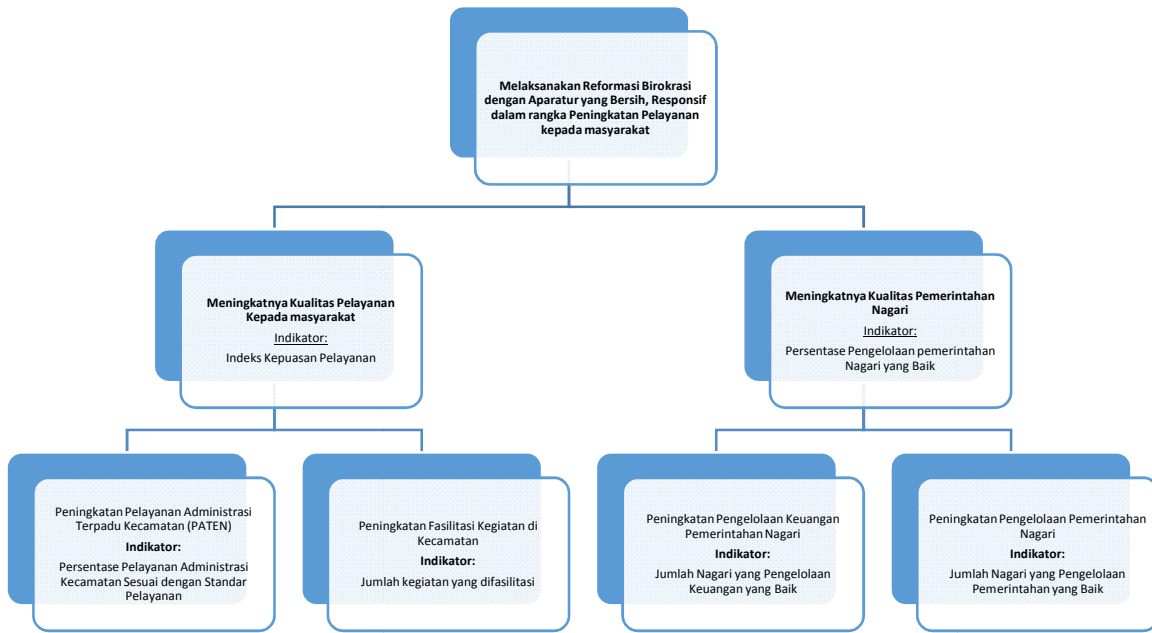 Melaksanakan Reformasi Birokrasi
dengan Aparatur yang Bersih, Responsif
dalam rangka Peningkatan Pelayanan
kepada masyarakat
Meningkatnya Kualitas Pelayanan
Kepada masyarakat
Indikator:
Indeks Kepuasan Pelayanan
Meningkatnya Kualitas Pemerintahan
Nagari
Indikator:
Persentase Pengelolaan pemerintahan
Nagari yang Baik
Peningkatan Pelayanan Administrasi
Terpadu Kecamatan (PATEN)
Indikator:
Persentase Pelayanan Administrasi
Kecamatan Sesuai dengan Standar
Pelayanan
Peningkatan Fasilitasi Kegiatan di
Kecamatan
Indikator:
Jumlah kegiatan yang difasilitasi
Peningkatan Pengelolaan Keuangan
Pemerintahan Nagari
Indikator:
Jumlah Nagari yang Pengelolaan
Keuangan yang Baik
Peningkatan Pengelolaan Pemerintahan
Nagari
Indikator:
Jumlah Nagari yang Pengelolaan
Pemerintahan yang Baik